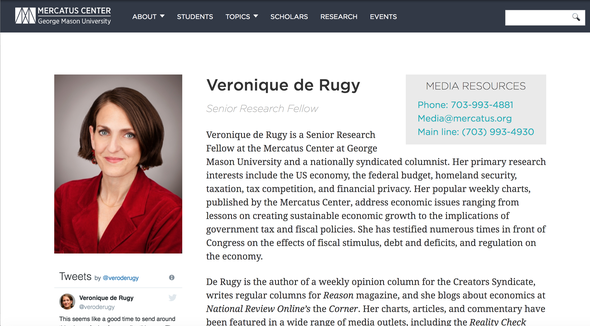 MERCATUS CENTER
George Mason University
ABOUT STUDENTS TOPICS SCHOLARS RESEARCH EVENTS
Veronique de Rugy
Senior Research Fellow
MEDIA RESOURCES
Phone: 703-993-4881
Media@mercatus.org
Main line: (703) 993-4930
Veronique de Rugy is a Senior Research
Fellow at the Mercatus Center at George
Mason University and a nationally syndicated columnist. Her primary research
interests include the US economy, the federal budget, homeland security,
taxation, tax competition, and financial privacy. Her popular weekly charts,
published by the Mercatus Center, address economic issues ranging from
lessons on creating sustainable economic growth to the implications of
government tax and fiscal policies. She has testified numerous times in front of
Congress on the effects of fiscal stimulus, debt and deficits, and regulation on
the economy.
De Rugy is the author of a weekly opinion column for the Creators Syndicate,
writes regular columns for Reason magazine, and she blogs about economics at
National Review Online's the Corner. Her charts, articles, and commentary have
been featured in a wide range of media outlets, including the Reality Check
Tweets by @veroderugy
Veronique de Rugy
@veroderugy
This seems like a good time to send around